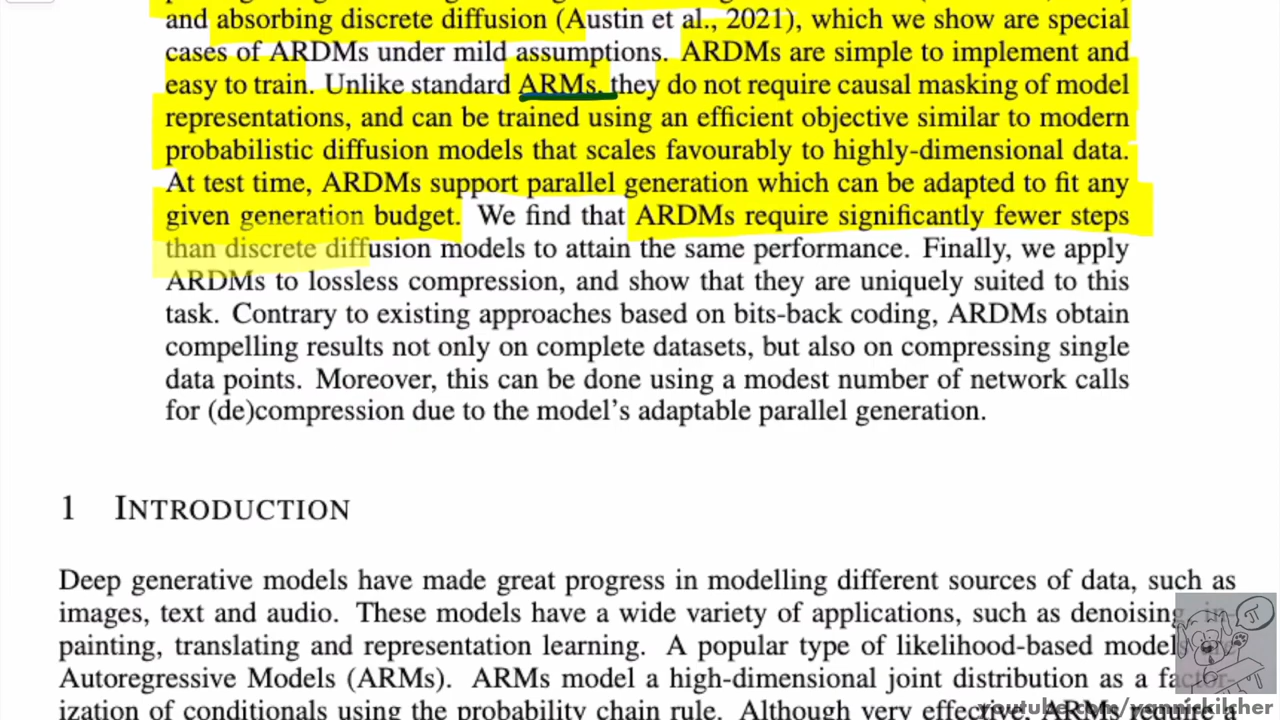 and absorbing discrete diffusion (Austin et al., 2021), which we show are special
cases of ARDMs under mild assumptions. ARDMs are simple to implement and
easy to train. Unlike standard ARMs, they do not require causal masking of model
representations, and can be trained using an efficient objective similar to modern
probabilistic diffusion models that scales favourably to highly-dimensional data.
At test time, ARDMs support parallel generation which can be adapted to fit any
given generation budget. We find that ARDMs require significantly fewer steps
than discrete diffusion models to attain the same performance. Finally, we apply
ARDMs to lossless compression, and show that they are uniquely suited to this
task. Contrary to existing approaches based on bits-back coding, ARDMs obtain
compelling results not only on complete datasets, but also on compressing single
data points. Moreover, this can be done using a modest number of network calls
for (de)compression due to the model's adaptable parallel generation.
1 INTRODUCTION
Deep generative models have made great progress in modelling different sources of data, such as
images, text and audio. These models have a wide variety of applications, such as denoising, in-
painting, translating and representation learning. A popular type of likelihood-based models
Autoregressive Models (ARMs). ARMs model a high-dimensional joint distribution as a factor-
ization of conditionals using the probability chain rule. Although very effective, ARMs require
youtube.com/yannickilcher